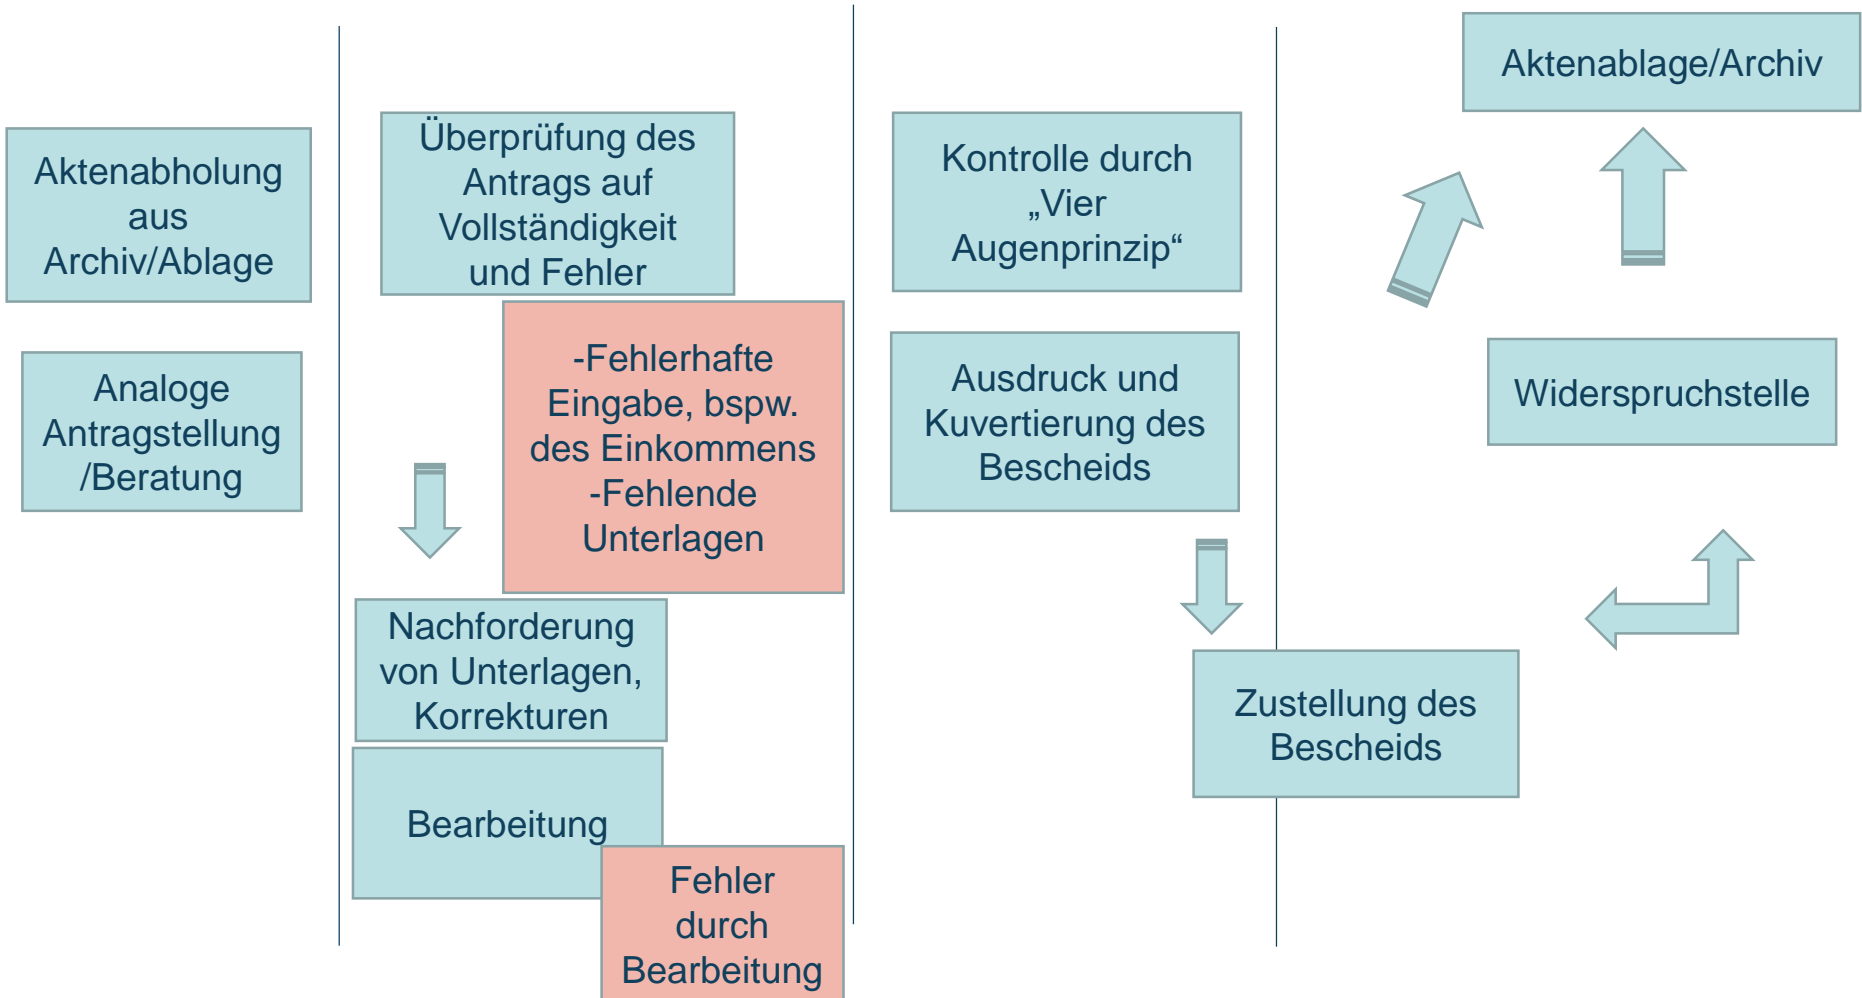 Aktenabholung
aus
Archiv/Ablage
Analoge
Antragstellung
/Beratung
Überprüfung des
Antrags auf
Vollständigkeit
und Fehler
-Fehlerhafte
Eingabe, bspw.
des Einkommens
-Fehlende
Unterlagen
Nachforderung
von Unterlagen,
Korrekturen
Bearbeitung
Fehler
durch
Bearbeitung
Kontrolle durch
„Vier
Augenprinzip“
Ausdruck und
Kuvertierung des
Bescheids
Zustellung des
Bescheids
Aktenablage/Archiv
Widerspruchstelle